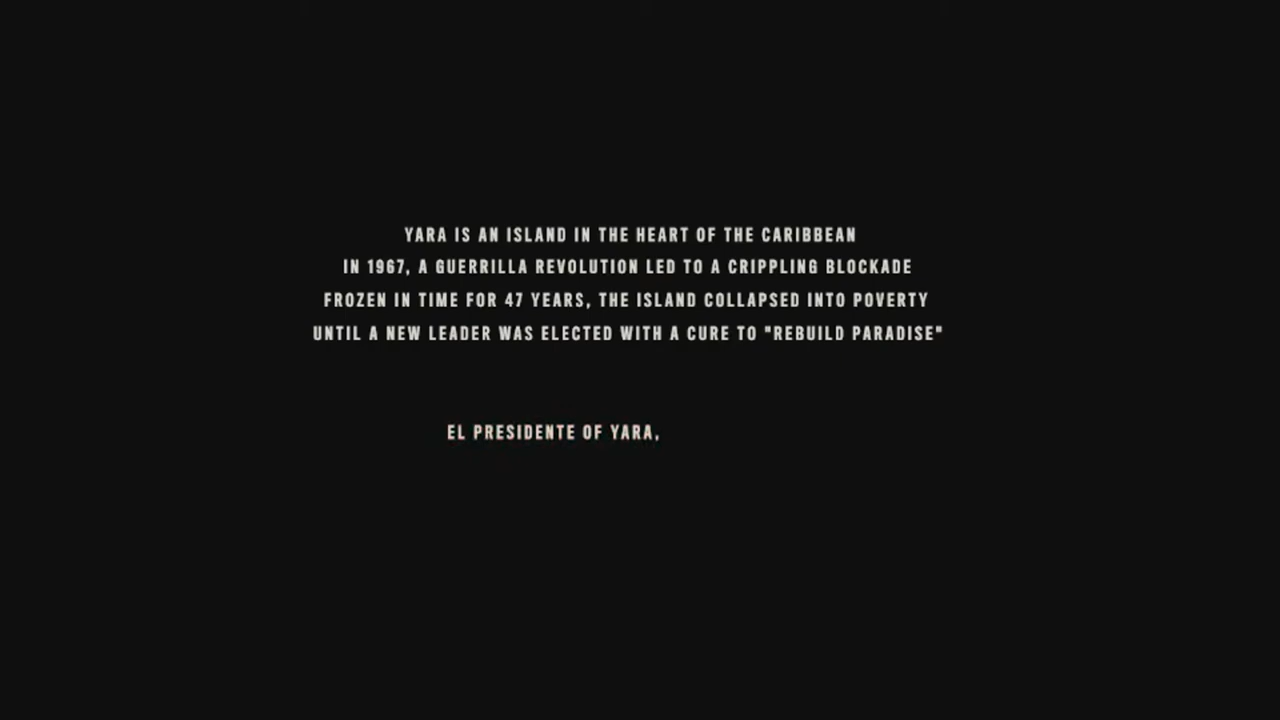 YARA IS AN ISLAND IN THE HEART OF THE CARIBBEAN
IN 1967, A GUERRILLA REVOLUTION LED TO A CRIPPLING BLOCKADE
FROZEN IN TIME FOR 47 YEARS, THE ISLAND COLLAPSED INTO POVERTY
UNTIL A NEW LEADER WAS ELECTED WITH A CURE TO "REBUILD PARADISE"
EL PRESIDENTE OF YARA,